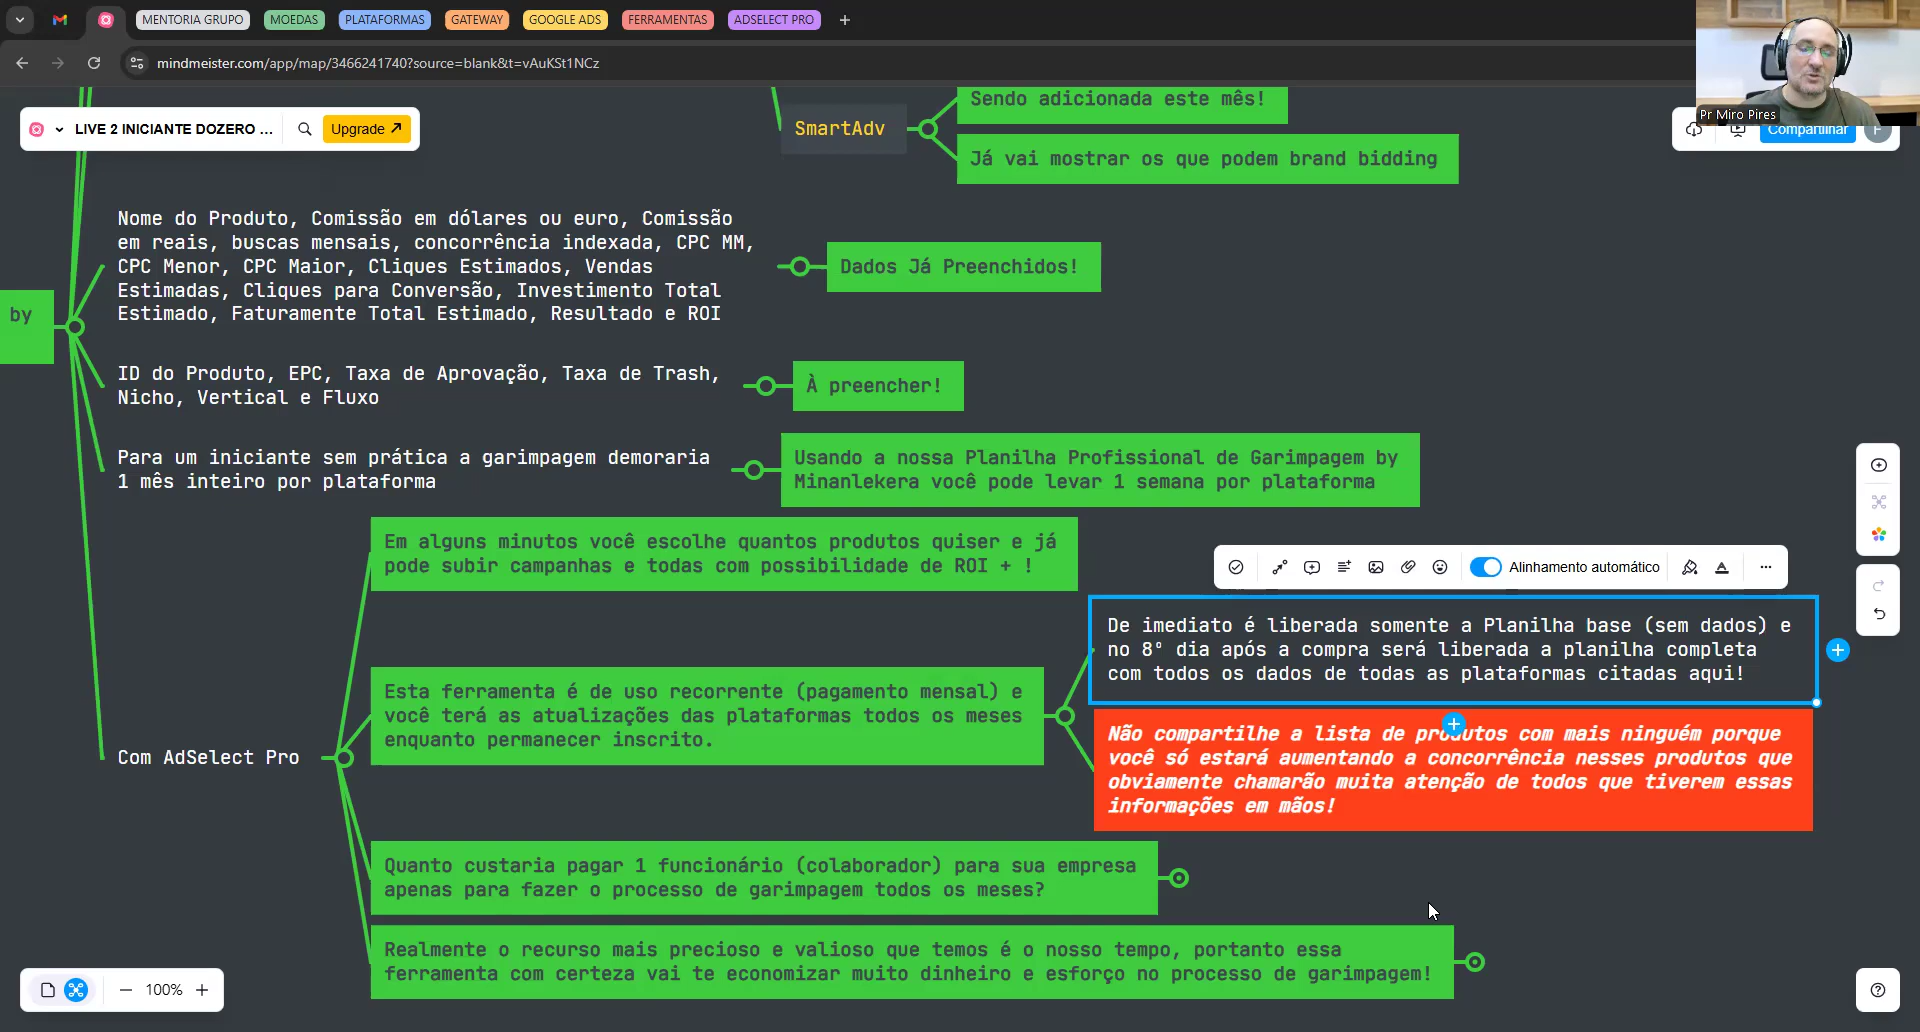 MENTORIA GRUPO
MOEDAS
PLATAFORMAS
GATEWAY
GOOGLE ADS
FERRAMENTAS
ADSELECT PRO
mindmeister.com/app/map/3466241740?source=blank&t=vAuKSt1NCz
Pr Miro Pires
LIVE 2 INICIANTE DOZERO ...
Upgrade
Compartilhar
F
SmartAdv
Sendo adicionada este mês!
Já vai mostrar os que podem brand bidding
by
Nome do Produto, Comissão em dólares ou euro, Comissão
em reais, buscas mensais, concorrência indexada, CPC MM,
CPC Menor, CPC Maior, Cliques Estimados, Vendas
Estimadas, Cliques para Conversão, Investimento Total
Estimado, Faturamente Total Estimado, Resultado e ROI
Dados Já Preenchidos!
ID do Produto, EPC, Taxa de Aprovação, Taxa de Trash,
Nicho, Vertical e Fluxo
À preencher!
Para um iniciante sem prática a garimpagem demoraria
1 mês inteiro por plataforma
Usando a nossa Planilha Profissional de Garimpagem by
Minanlekera você pode levar 1 semana por plataforma
Com AdSelect Pro
Em alguns minutos você escolhe quantos produtos quiser e já
pode subir campanhas e todas com possibilidade de ROI + !
Alinhamento automático
Esta ferramenta é de uso recorrente (pagamento mensal) e
você terá as atualizações das plataformas todos os meses
enquanto permanecer inscrito.
De imediato é liberada somente a Planilha base (sem dados) e
no 8º dia após a compra será liberada a planilha completa
com todos os dados de todas as plataformas citadas aqui!
Não compartilhe a lista de produtos com mais ninguém porque
você só estará aumentando a concorrência nesses produtos que
obviamente chamarão muita atenção de todos que tiverem essas
informações em mãos!
Quanto custaria pagar 1 funcionário (colaborador) para sua empresa
apenas para fazer o processo de garimpagem todos os meses?
Realmente o recurso mais precioso e valioso que temos é o nosso tempo, portanto essa
ferramenta com certeza vai te economizar muito dinheiro e esforço no processo de garimpagem!
100%